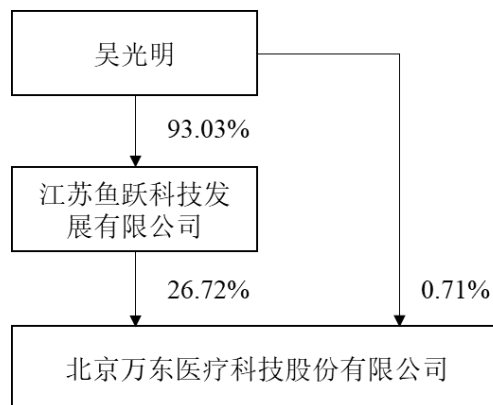 吴光明
93.03%
江苏鱼跃科技发
展有限公司
26.72%
0.71%
北京万东医疗科技股份有限公司